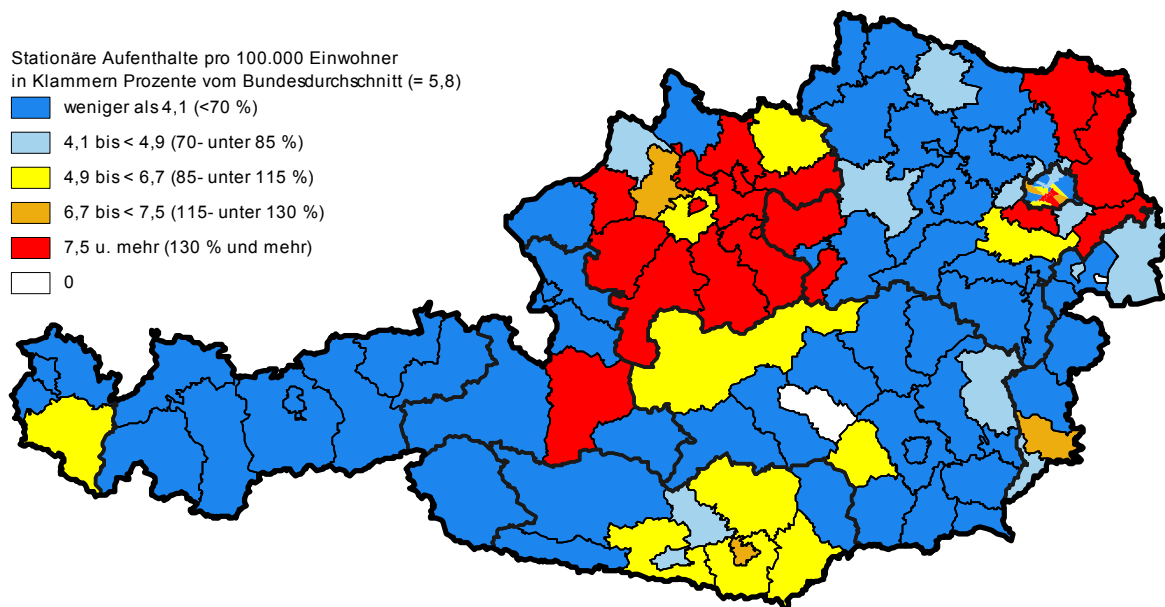 Stationäre Aufenthalte pro 100.000 Einwohner
in Klammern Prozente vom Bundesdurchschnitt (= 5,8)
weniger als 4,1 (<70 %)
4,1 bis < 4,9 (70- unter 85 %)
4,9 bis < 6,7 (85- unter 115 %)
6,7 bis < 7,5 (115- unter 130 %)
7,5 u. mehr (130 % und mehr)
0